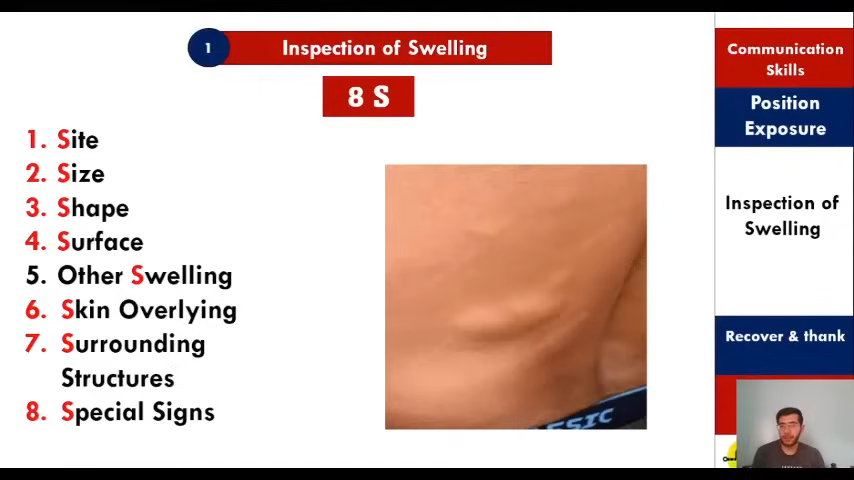 1
Inspection of Swelling
8 S
1. Site
2. Size
3. Shape
4. Surface
5. Other Swelling
6. Skin Overlying
7. Surrounding
Structures
8. Special Signs
Communication
Skills
Position
Exposure
Inspection of
Swelling
Recover & thank